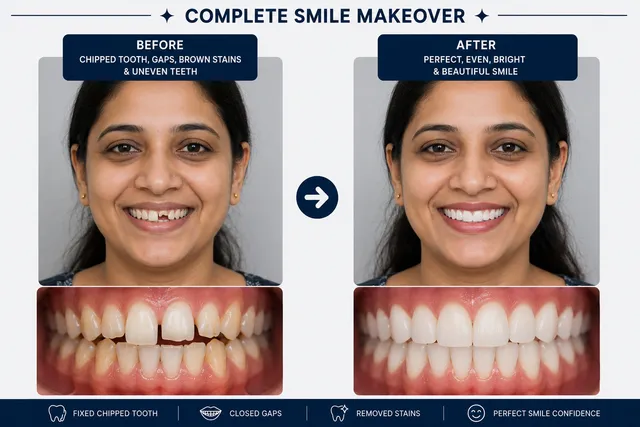 COMPLETE SMILE MAKEOVER
BEFORE
CHIPPED TOOTH, GAPS, BROWN STAINS
& UNEVEN TEETH
AFTER
PERFECT, EVEN, BRIGHT
& BEAUTIFUL SMILE
FIXED CHIPPED TOOTH
CLOSED GAPS
REMOVED STAINS
PERFECT SMILE CONFIDENCE